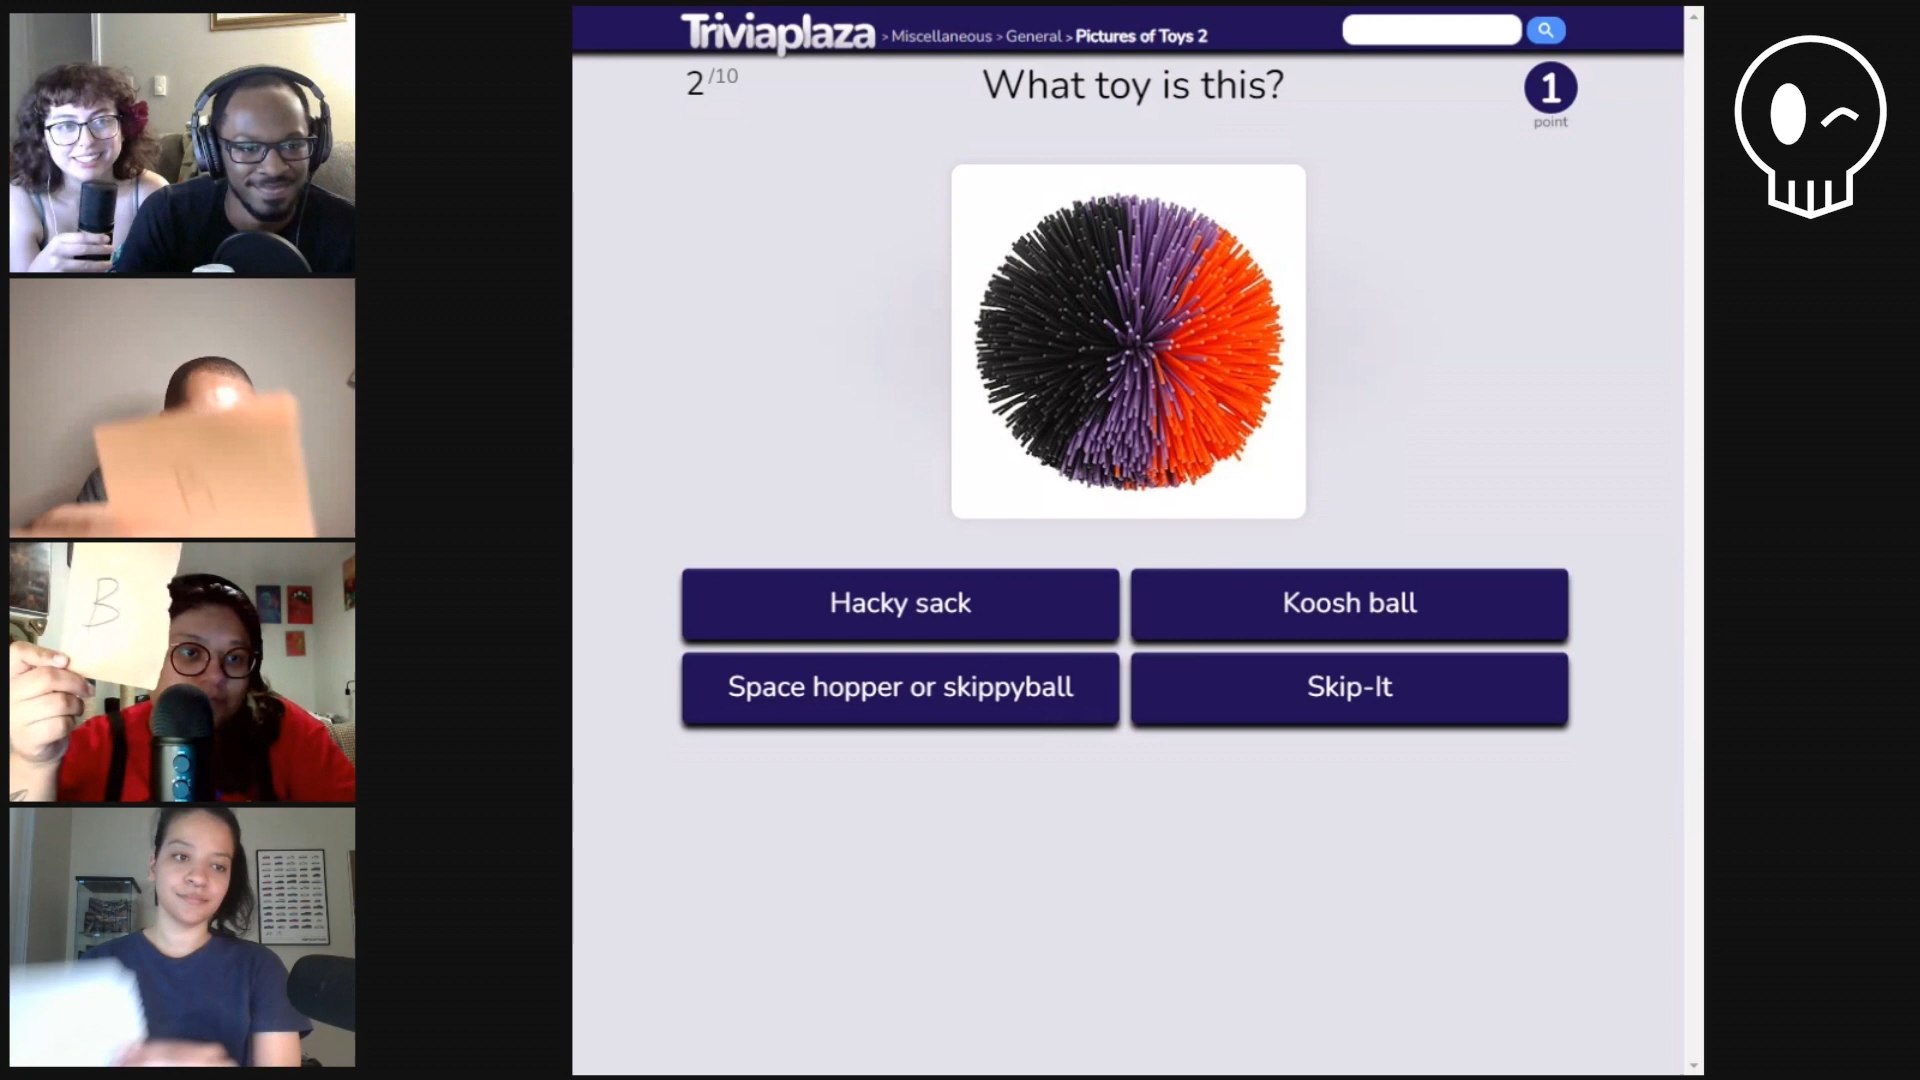 Triviaplaza > Miscellaneous > General > Pictures of Toys 2
2 /10
What toy is this?
1
point
Hacky sack
Koosh ball
Space hopper or skippyball
Skip-It
B